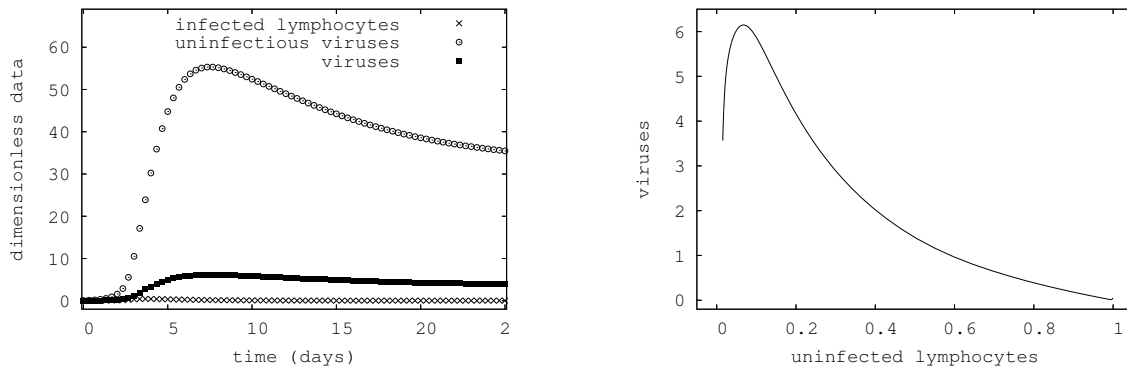 infected lymphocytes
uninfectious viruses
viruses
dimensionless data
60
50
40
30
20
10
0
0 5 10 15 20 2
time (days)
viruses
6
5
4
3
2
1
0
0 0.2 0.4 0.6 0.8 1
uninfected lymphocytes